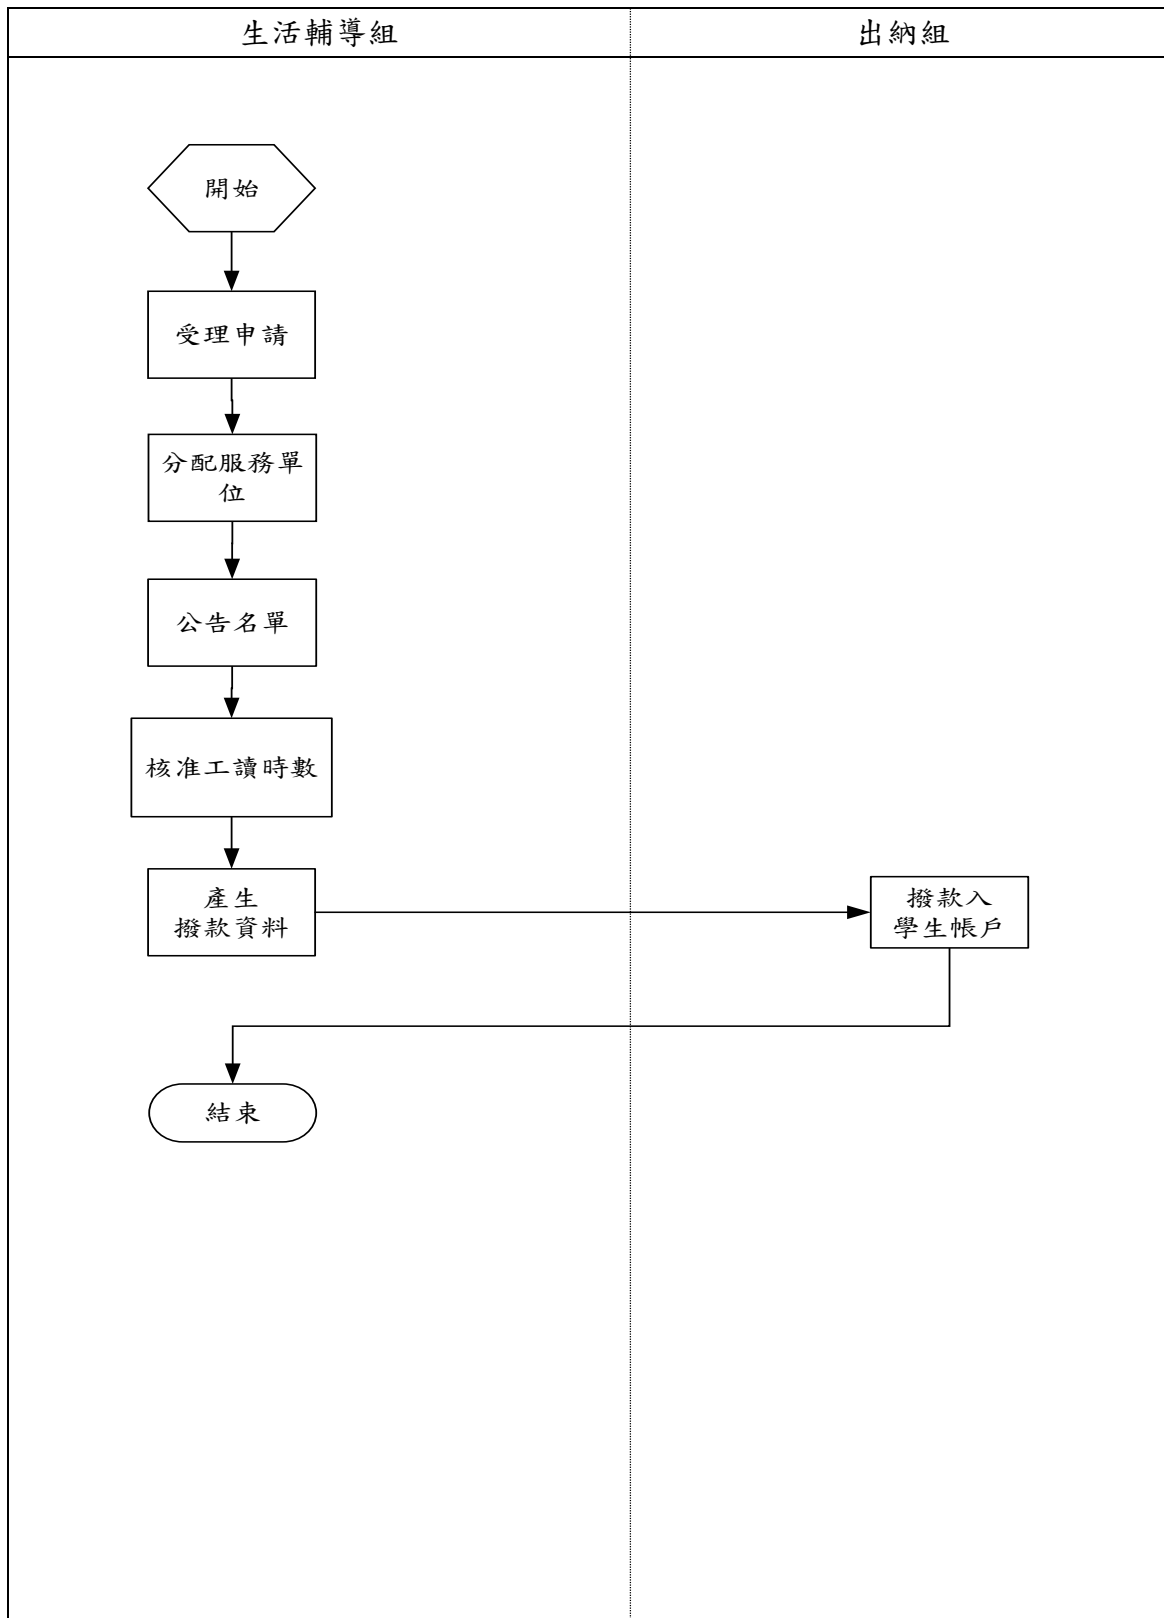 生活輔導組
出納組
開始
受理申請
分配服務單
位
公告名單
核准工讀時數
產生
撥款資料
撥款入
學生帳戶
結束